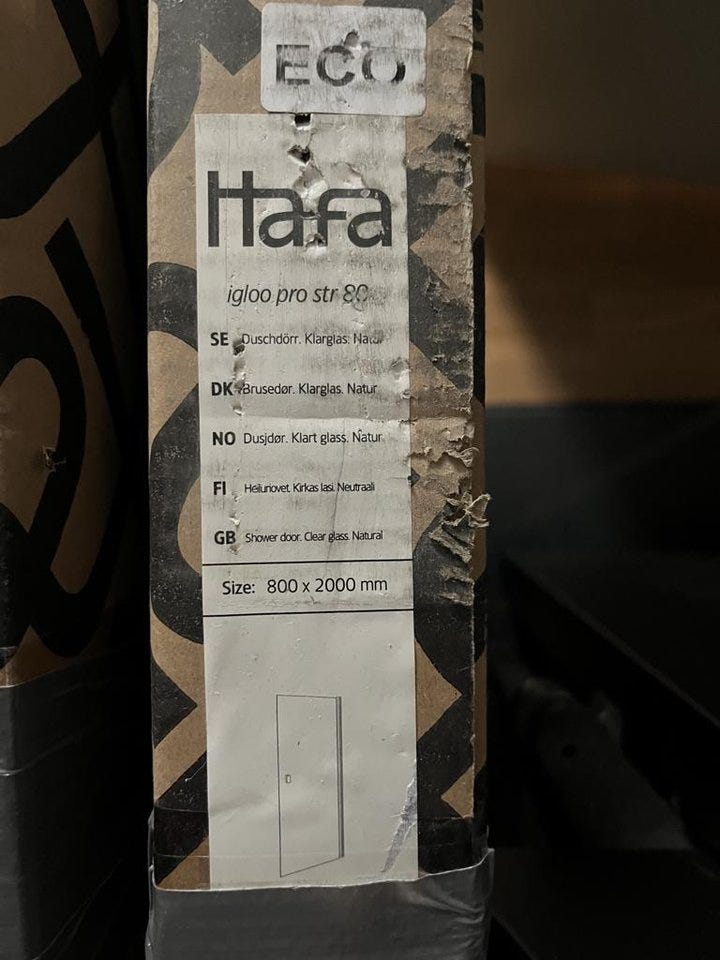 ECO
Hafa
igloo pro str 80
SE Duschdörr. Klarglas. Natur
DK Brusedør. Klarglas. Natur
NO Dusjdør. Klart glass. Natur
FI Heiluriovet. Kirkas lasi. Neutraali
GB Shower door. Clear glass. Natural
Size: 800 x 2000 mm